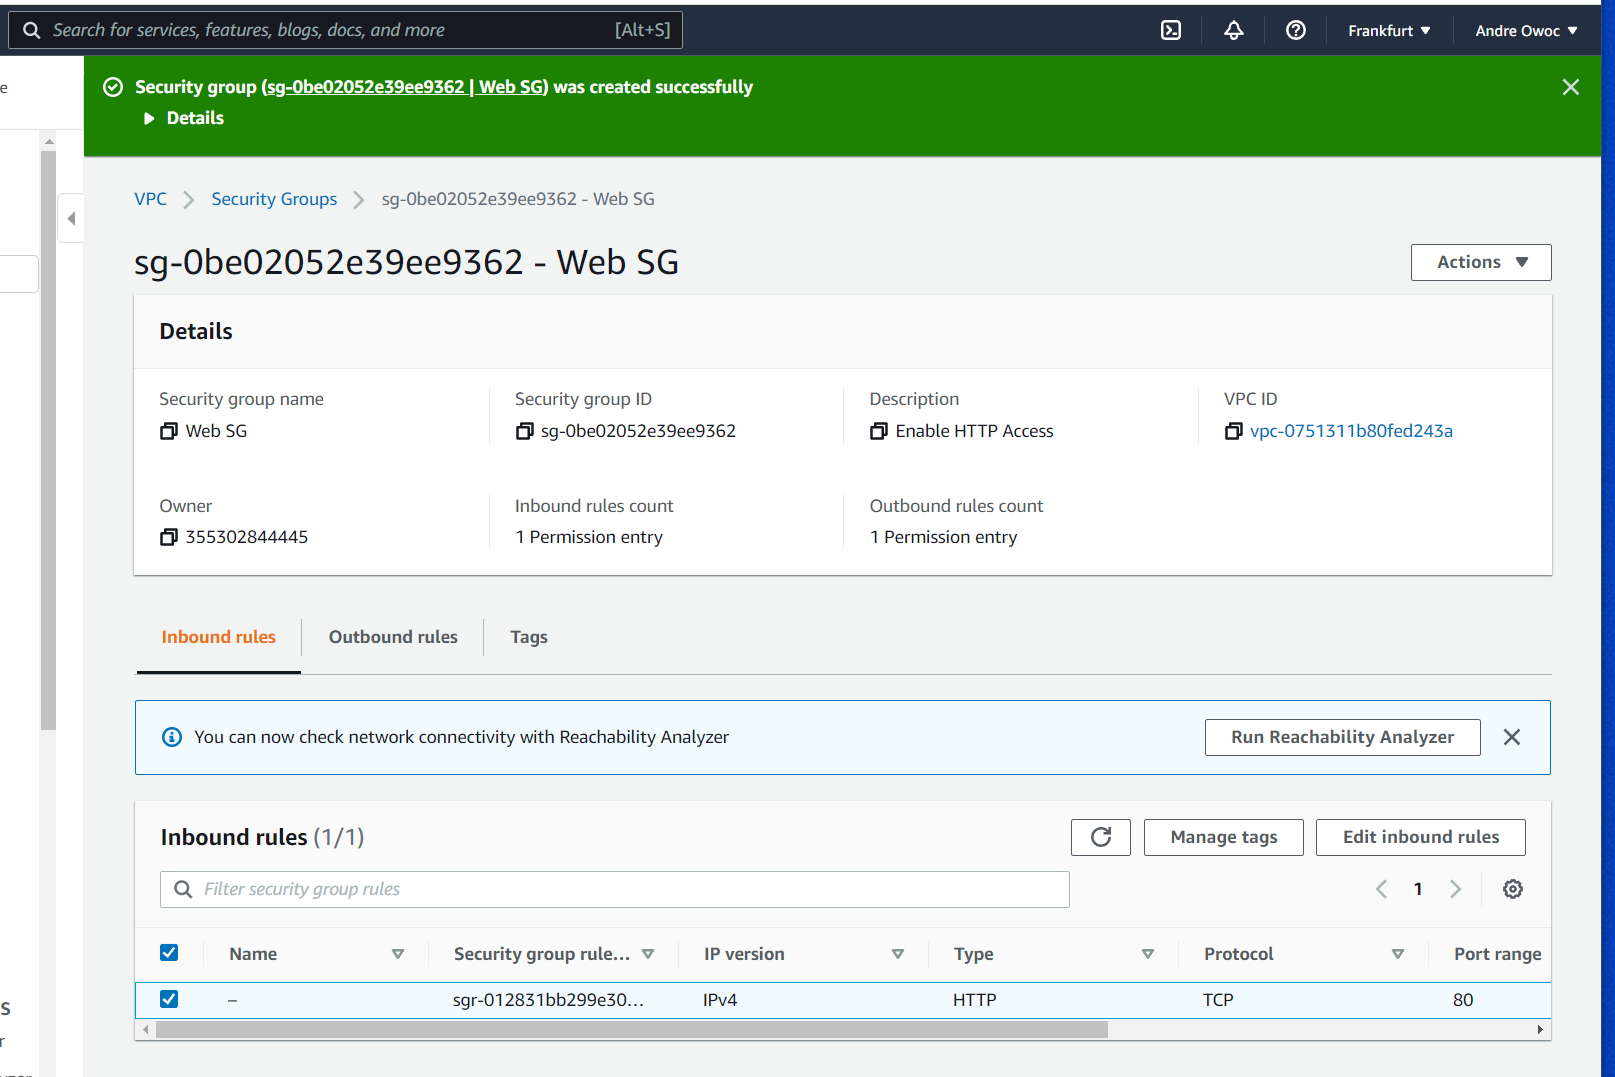 Search for services, features, blogs, docs, and more [Alt+S] Frankfurt ▼ Andre Owoc ▼
e
Security group (sg-0be02052e39ee9362 | Web SG) was created successfully
Details
VPC > Security Groups > sg-0be02052e39ee9362 - Web SG
sg-0be02052e39ee9362 - Web SG
Actions ▼
Details
Security group name Security group ID Description VPC ID
Web SG sg-0be02052e39ee9362 Enable HTTP Access vpc-0751311b80fed243a
Owner Inbound rules count Outbound rules count
355302844445 1 Permission entry 1 Permission entry
Inbound rules Outbound rules Tags
You can now check network connectivity with Reachability Analyzer Run Reachability Analyzer
Inbound rules (1/1) Manage tags Edit inbound rules
Filter security group rules 1
Name Security group rule... IP version Type Protocol Port range
– sgr-012831bb299e30... IPv4 HTTP TCP 80
s
r